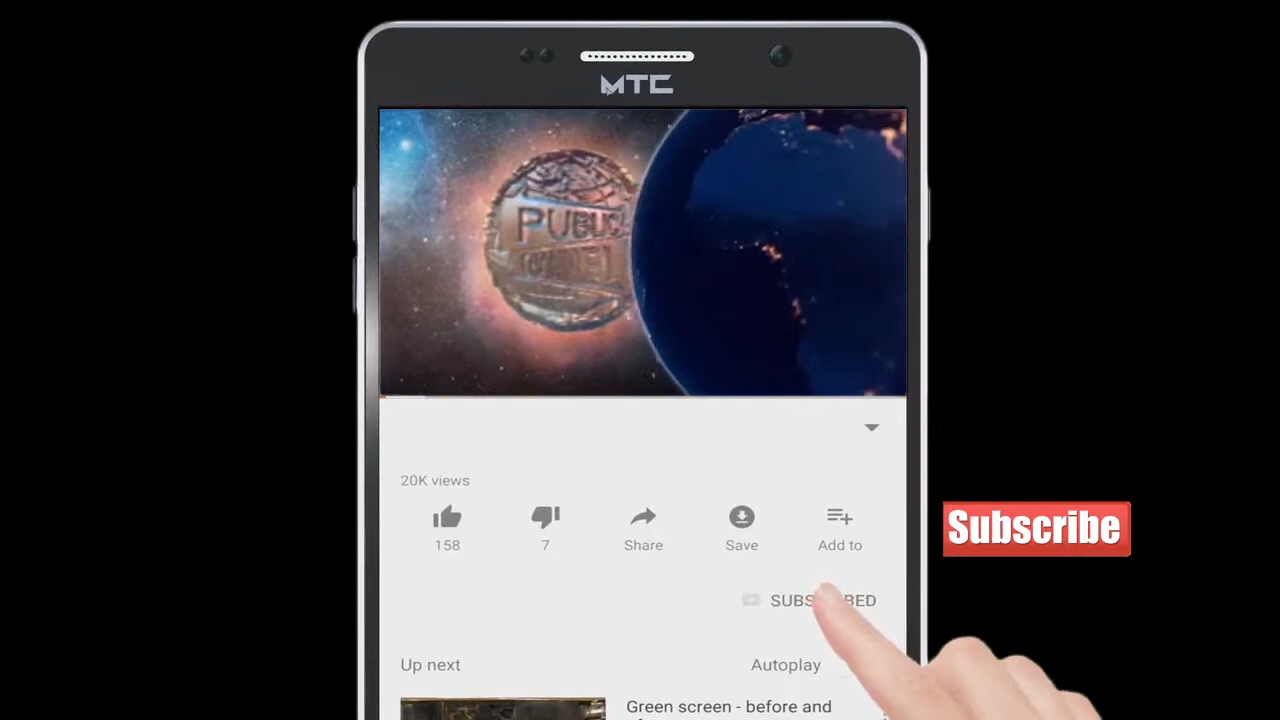 MTC
PUBLIC
20K views
158
7
Share
Save
Add to
Subscribe
Up next
Autoplay
Green screen - before and